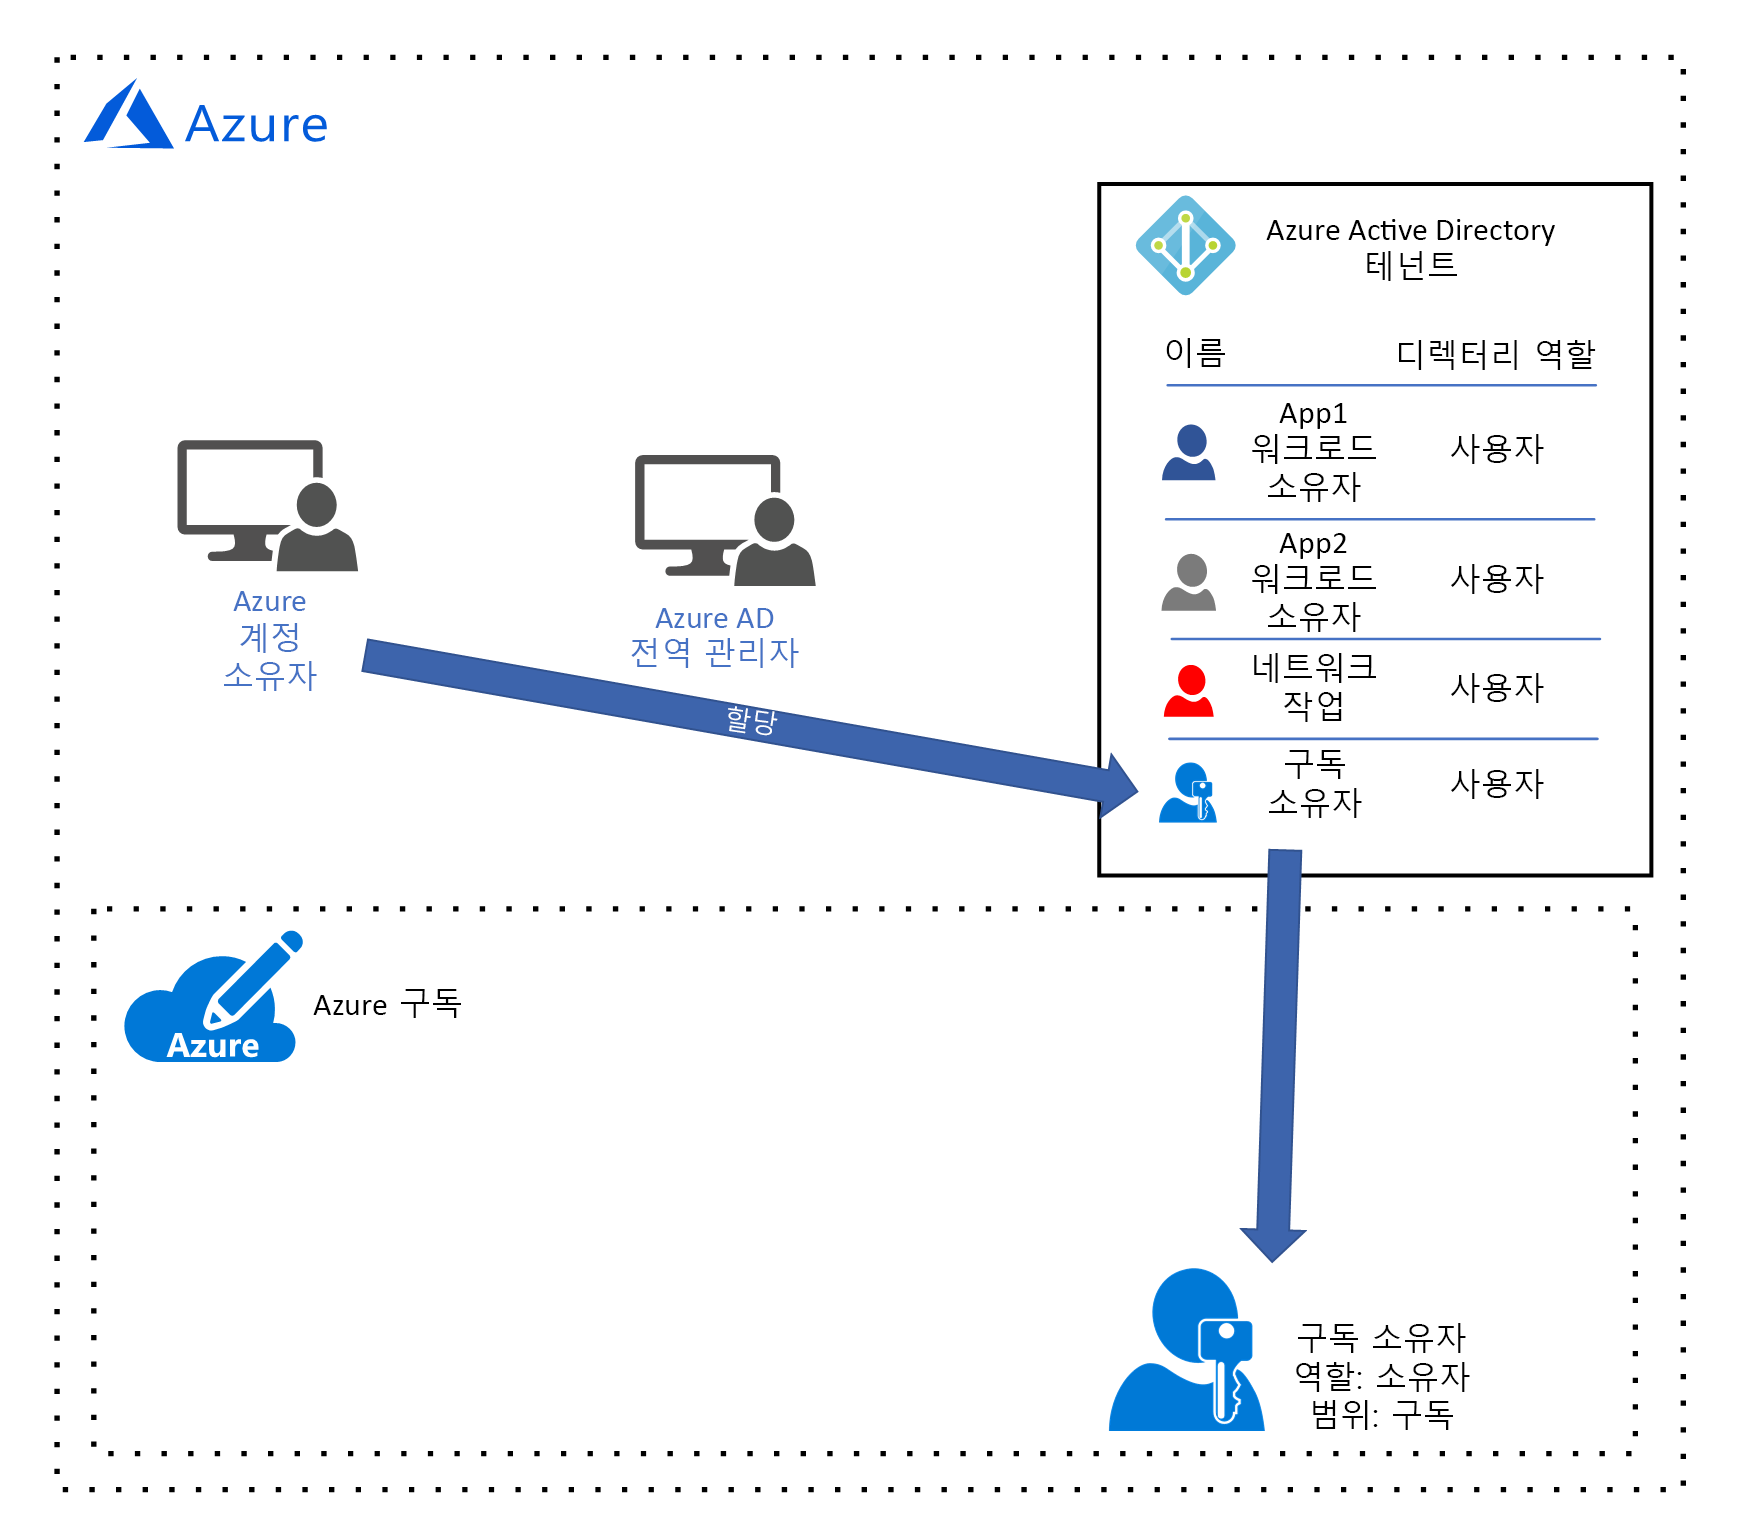 Azure
Azure Active Directory
테넌트
이름 디렉터리 역할
App1
워크로드
소유자
사용자
App2
워크로드
소유자
사용자
네트워크
작업
사용자
구독
소유자
사용자
Azure
계정
소유자
Azure AD
전역 관리자
할당
Azure
Azure 구독
구독 소유자
역할: 소유자
범위: 구독